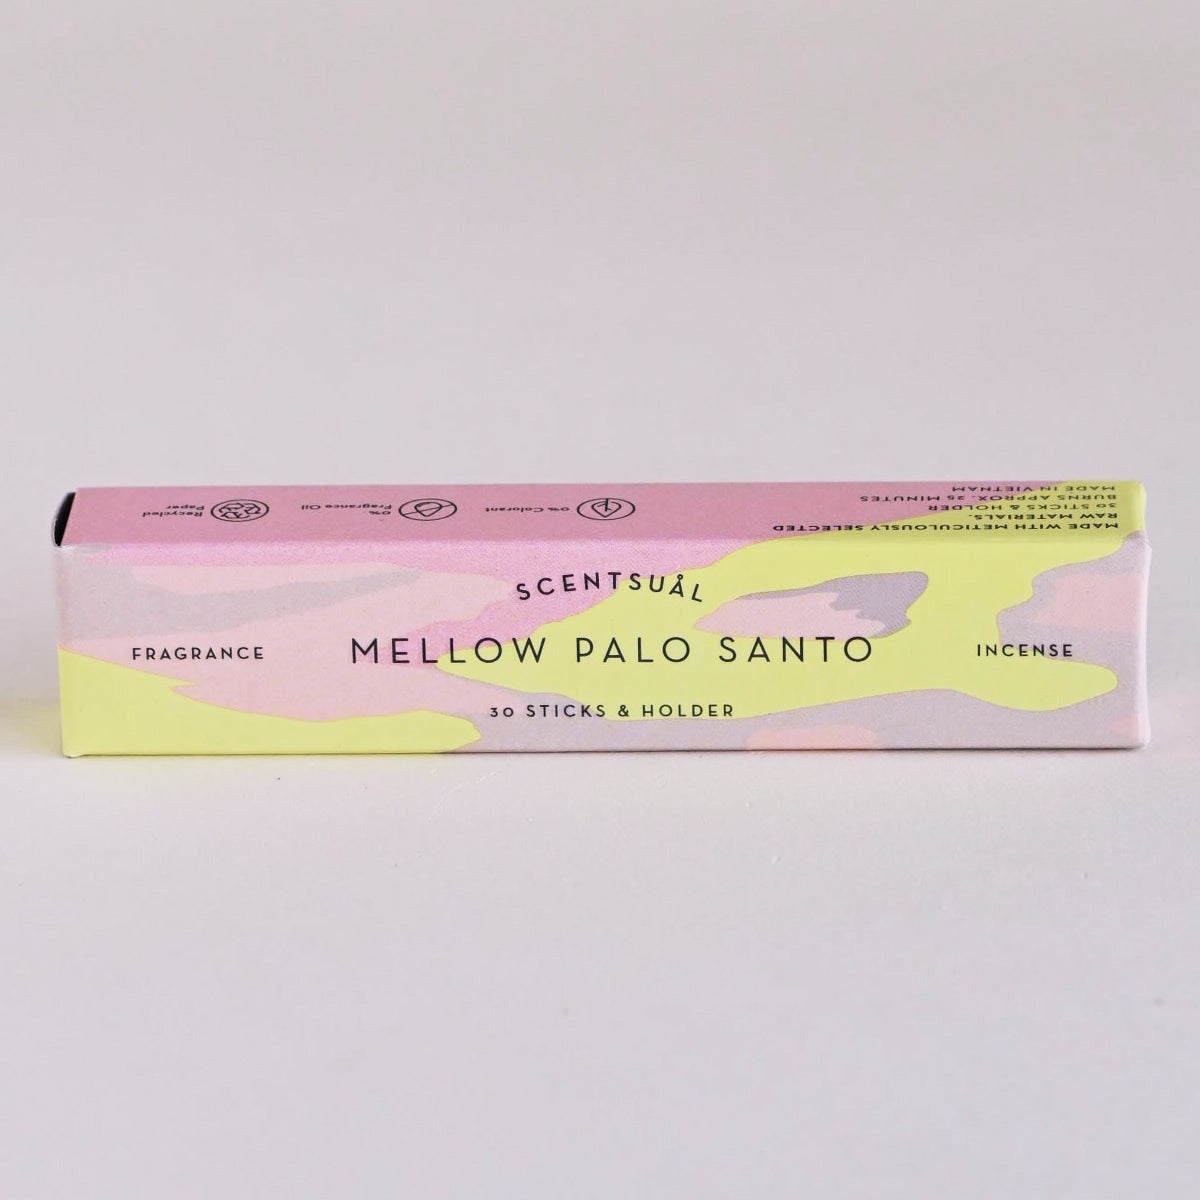 SCENTSUÅL
FRAGRANCE
MELLOW PALO SANTO
INCENSE
30 STICKS & HOLDER
MADE WITH METICULOUSLY SELECTED
RAW MATERIALS.
30 STICKS & HOLDER
BURNS APPROX. 25 MINUTES
MADE IN VIETNAM
0% Colorant
0%
Fragrance Oil
Recycled
Paper